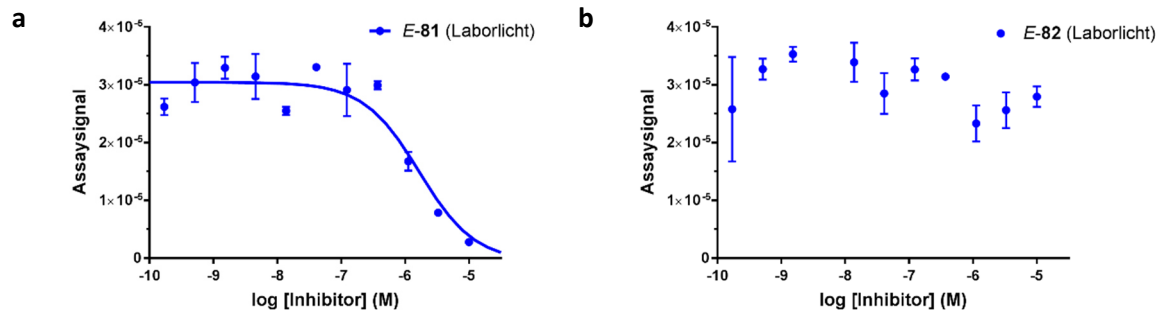 a
E-81 (Laborlicht)
4×10⁻⁵
3×10⁻⁵
2×10⁻⁵
1×10⁻⁵
0
Assaysignal
-10 -9 -8 -7 -6 -5
log [Inhibitor] (M)
b
E-82 (Laborlicht)
4×10⁻⁵
3×10⁻⁵
2×10⁻⁵
1×10⁻⁵
0
Assaysignal
-10 -9 -8 -7 -6 -5
log [Inhibitor] (M)